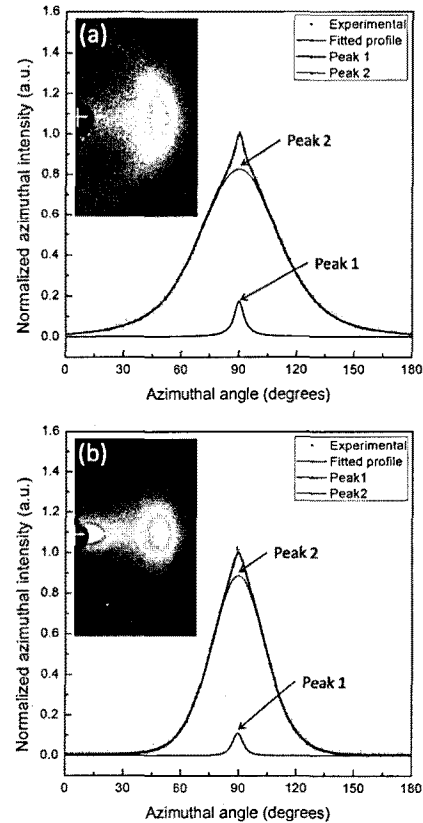 (a)
Experimental
Fitted profile
Peak 1
Peak 2
Peak 2
Peak 1
Normalized azimuthal intensity (a.u.)
1.6
1.4
1.2
1.0
0.8
0.6
0.4
0.2
0.0
0
30
60
90
120
150
180
Azimuthal angle (degrees)
(b)
Experimental
Fitted profile
Peak1
Peak2
Peak 2
Peak 1
Normalized azimuthal intensity (a.u.)
1.6
1.4
1.2
1.0
0.8
0.6
0.4
0.2
0.0
0
30
60
90
120
150
180
Azimuthal angle (degrees)